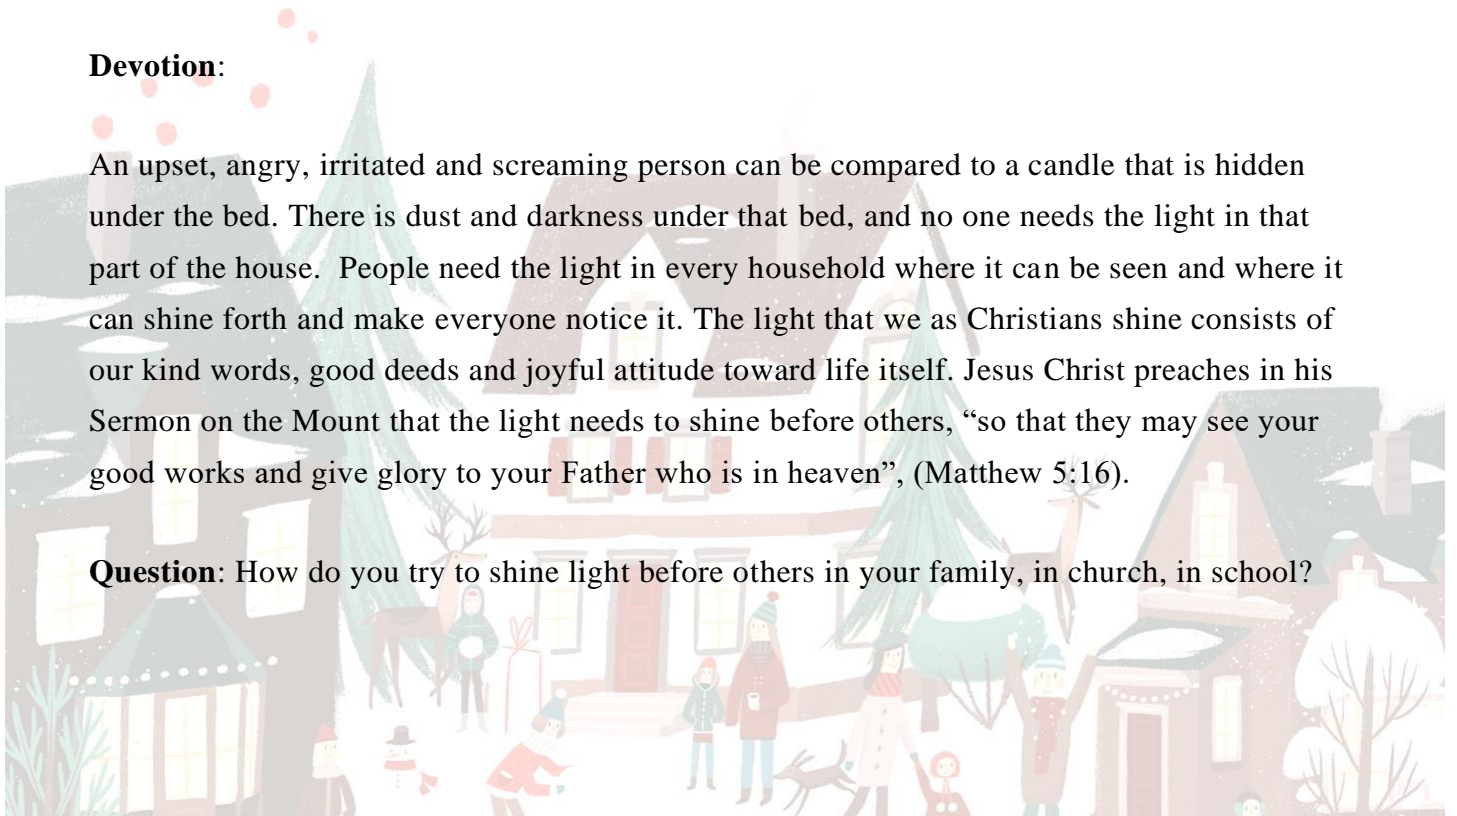 Devotion:
An upset, angry, irritated and screaming person can be compared to a candle that is hidden
under the bed. There is dust and darkness under that bed, and no one needs the light in that
part of the house.  People need the light in every household where it can be seen and where it
can shine forth and make everyone notice it. The light that we as Christians shine consists of
our kind words, good deeds and joyful attitude toward life itself. Jesus Christ preaches in his
Sermon on the Mount that the light needs to shine before others, “so that they may see your
good works and give glory to your Father who is in heaven”, (Matthew 5:16).
Question: How do you try to shine light before others in your family, in church, in school?